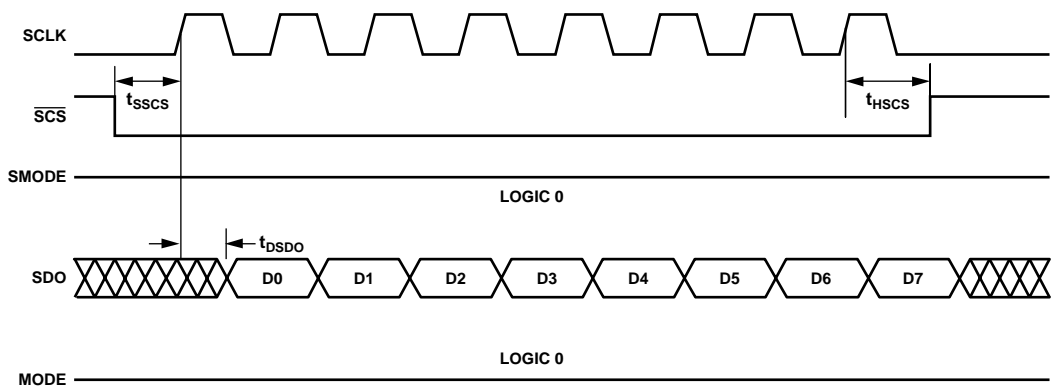 SCLK
tSSCS
tHSCS
SCS
SMODE
LOGIC 0
tDSDO
SDO D0 D1 D2 D3 D4 D5 D6 D7
LOGIC 0
MODE